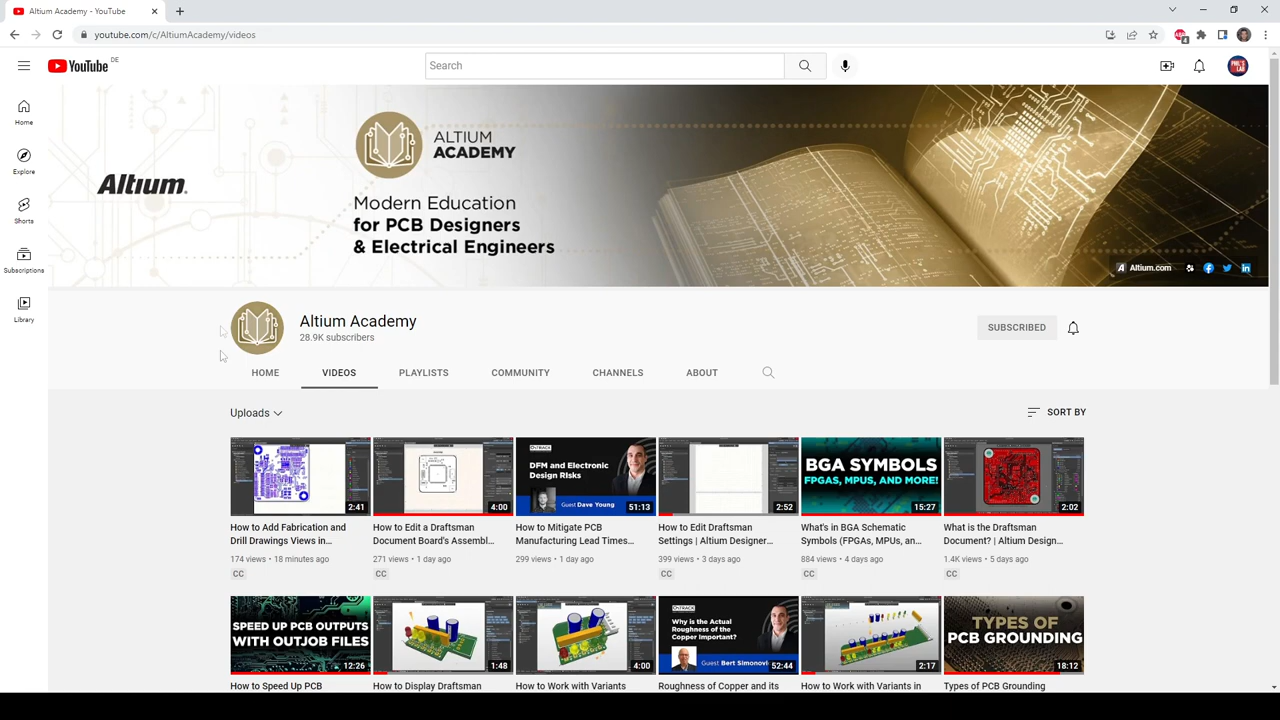 Altium Academy - YouTube
youtube.com/c/AltiumAcademy/videos
YouTube
DE
Search
PHIL'S
LAB
Home
Explore
Shorts
Subscriptions
Library
Altium
ALTIUM
ACADEMY
Modern Education
for PCB Designers
& Electrical Engineers
Altium.com
Altium Academy
28.9K subscribers
SUBSCRIBED
HOME
VIDEOS
PLAYLISTS
COMMUNITY
CHANNELS
ABOUT
Uploads
SORT BY
2:41
4:00
ONTRACK
DFM and Electronic
Design Risks
Guest Dave Young
51:13
2:52
BGA SYMBOLS
FPGAS, MPUS, AND MORE!
15:27
2:02
How to Add Fabrication and
Drill Drawings Views in...
174 views • 18 minutes ago
CC
How to Edit a Draftsman
Document Board's Assembl...
271 views • 1 day ago
CC
How to Mitigate PCB
Manufacturing Lead Times...
299 views • 1 day ago
How to Edit Draftsman
Settings | Altium Designer...
399 views • 3 days ago
CC
What's in BGA Schematic
Symbols (FPGAs, MPUs, an...
884 views • 4 days ago
CC
What is the Draftsman
Document? | Altium Design...
1.4K views • 5 days ago
CC
SPEED UP PCB OUTPUTS
WITH OUTJOB FILES
12:26
1:48
4:00
ONTRACK
Why is the Actual
Roughness of the
Copper Important?
Guest Bert Simonovi
52:44
2:17
TYPES OF
PCB GROUNDING
18:12
How to Speed Up PCB
How to Display Draftsman
How to Work with Variants
Roughness of Copper and its
How to Work with Variants in
Types of PCB Grounding